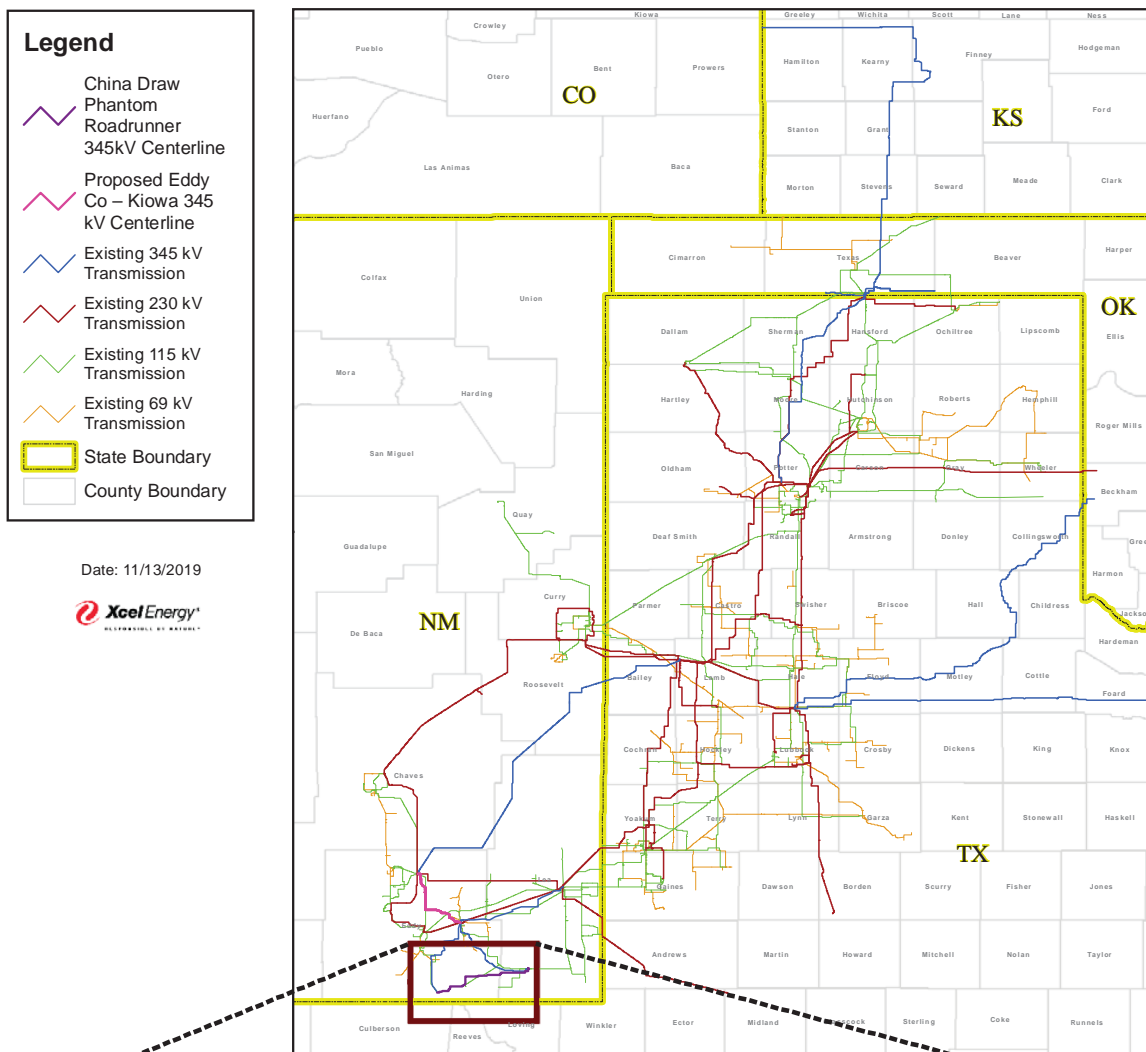 Legend
China Draw
Phantom
Roadrunner
345kV Centerline
Proposed Eddy
Co – Kiowa 345
kV Centerline
Existing 345 kV
Transmission
Existing 230 kV
Transmission
Existing 115 kV
Transmission
Existing 69 kV
Transmission
State Boundary
County Boundary
Date: 11/13/2019
Xcel Energy
RESPONSIBLE BY NATURE
Kiowa
Greeley
Wichita
Scott
Lane
Ness
Crowley
Pueblo
Otero
Bent
Prowers
Hamilton
Kearny
Finney
Hodgeman
CO
Huerfano
Stanton
Grant
KS
Ford
Las Animas
Baca
Morton
Stevens
Seward
Meade
Clark
Colfax
Union
Cimarron
Texas
Beaver
Harper
OK
Dallam
Sherman
Hansford
Ochiltree
Lipscomb
Ellis
Mora
Harding
Hartley
Moore
Hutchinson
Roberts
Hemphill
Roger Mills
San Miguel
Oldham
Potter
Carson
Gray
Wheeler
Beckham
Quay
Guadalupe
Deaf Smith
Randall
Armstrong
Donley
Collingsworth
Gree
Harmon
Curry
Parmer
Castro
Swisher
Briscoe
Hall
Childress
Jackso
NM
De Baca
Hardeman
Roosevelt
Bailey
Lamb
Hale
Floyd
Motley
Cottle
Foard
Cochran
Hockley
Lubbock
Crosby
Dickens
King
Knox
Chaves
Yoakum
Terry
Lynn
Garza
Kent
Stonewall
Haskell
TX
Lea
Gaines
Dawson
Borden
Scurry
Fisher
Jones
Eddy
Andrews
Martin
Howard
Mitchell
Nolan
Taylor
Culberson
Reeves
Loving
Winkler
Ector
Midland
Sterling
Coke
Runnels